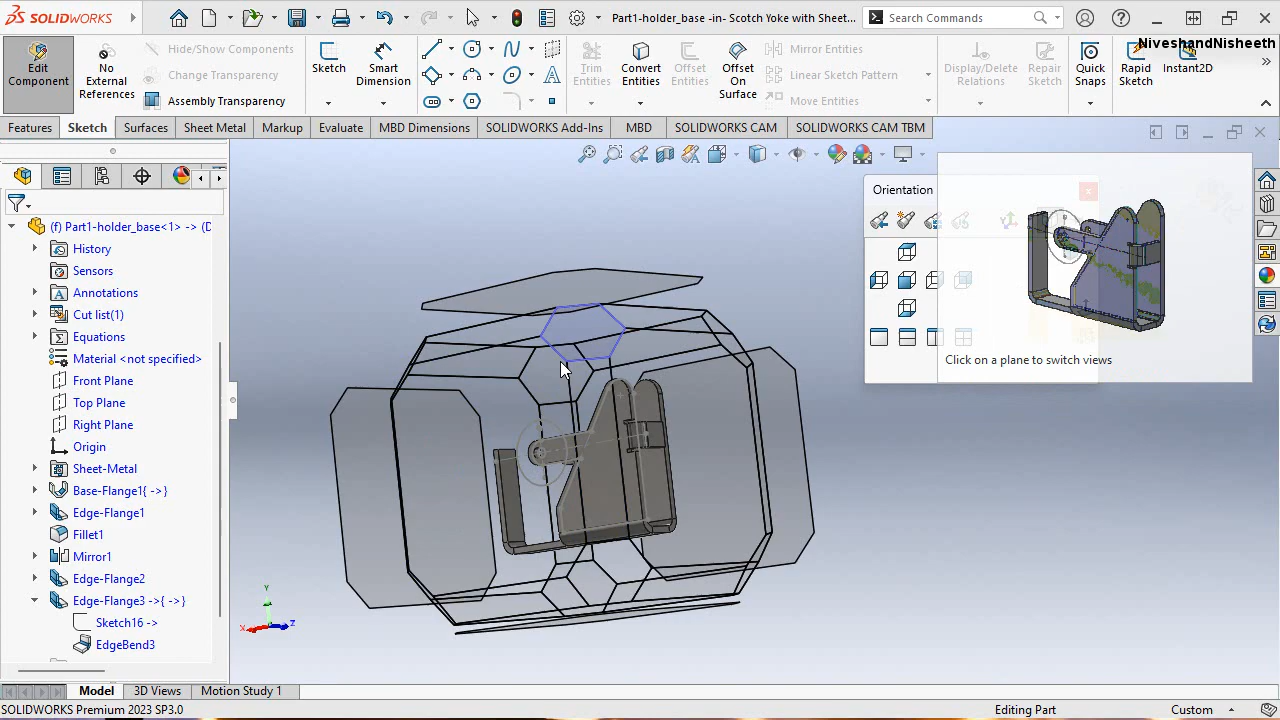 SOLIDWORKS
Part1-holder_base -in- Scotch Yoke with Sheet...
Search Commands
NiveshandNisheeth
Edit Component
No External References
Hide/Show Components
Change Transparency
Assembly Transparency
Sketch
Smart Dimension
Trim Entities
Convert Entities
Offset Entities
Offset On Surface
Mirror Entities
Linear Sketch Pattern
Move Entities
Display/Delete Relations
Repair Sketch
Quick Snaps
Rapid Sketch
Instant2D
Features
Sketch
Surfaces
Sheet Metal
Markup
Evaluate
MBD Dimensions
SOLIDWORKS Add-Ins
MBD
SOLIDWORKS CAM
SOLIDWORKS CAM TBM
(f) Part1-holder_base<1> -> (D
History
Sensors
Annotations
Cut list(1)
Equations
Material <not specified>
Front Plane
Top Plane
Right Plane
Origin
Sheet-Metal
Base-Flange1{ ->}
Edge-Flange1
Fillet1
Mirror1
Edge-Flange2
Edge-Flange3 ->{ ->}
Sketch16 ->
EdgeBend3
Orientation
Click on a plane to switch views
Y
X
Z
Model
3D Views
Motion Study 1
SOLIDWORKS Premium 2023 SP3.0
Editing Part
Custom